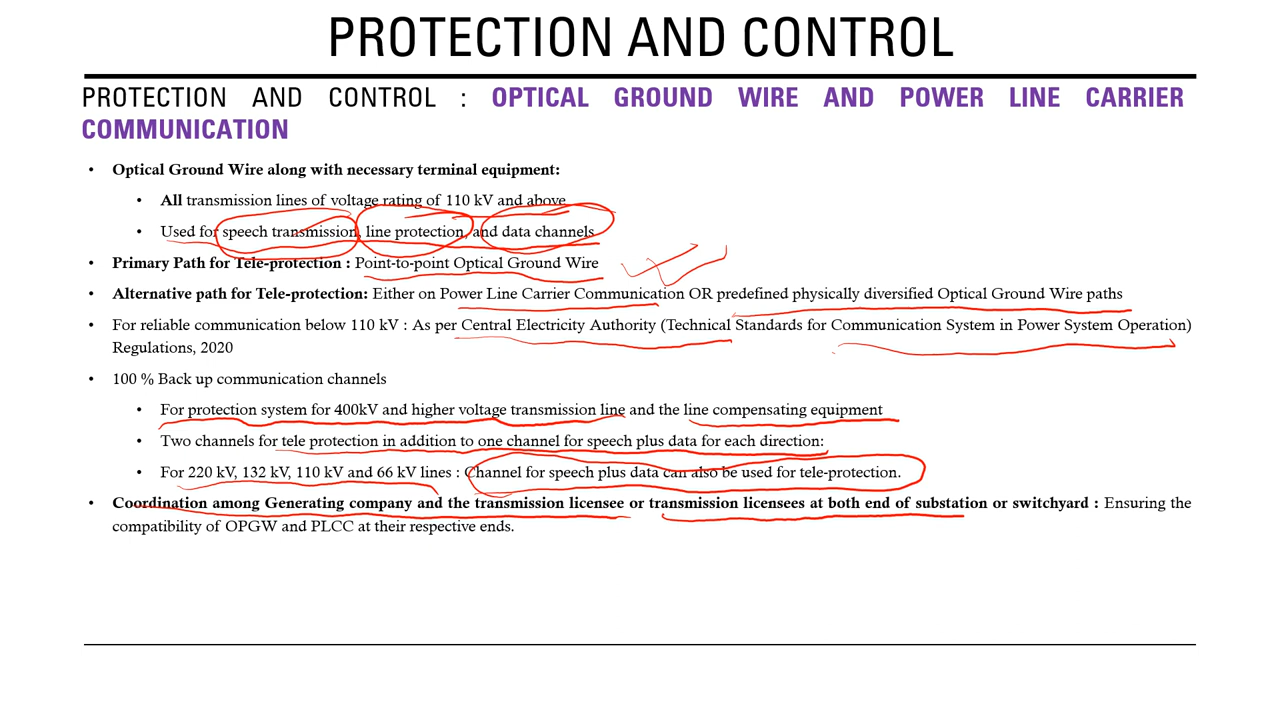 PROTECTION AND CONTROL
PROTECTION AND CONTROL : OPTICAL GROUND WIRE AND POWER LINE CARRIER
COMMUNICATION
• Optical Ground Wire along with necessary terminal equipment:
• All transmission lines of voltage rating of 110 kV and above
• Used for speech transmission, line protection, and data channels.
• Primary Path for Tele-protection : Point-to-point Optical Ground Wire
• Alternative path for Tele-protection: Either on Power Line Carrier Communication OR predefined physically diversified Optical Ground Wire paths
• For reliable communication below 110 kV : As per Central Electricity Authority (Technical Standards for Communication System in Power System Operation)
Regulations, 2020
• 100 % Back up communication channels
• For protection system for 400kV and higher voltage transmission line and the line compensating equipment
• Two channels for tele protection in addition to one channel for speech plus data for each direction:
• For 220 kV, 132 kV, 110 kV and 66 kV lines : Channel for speech plus data can also be used for tele-protection.
• Coordination among Generating company and the transmission licensee or transmission licensees at both end of substation or switchyard : Ensuring the
compatibility of OPGW and PLCC at their respective ends.